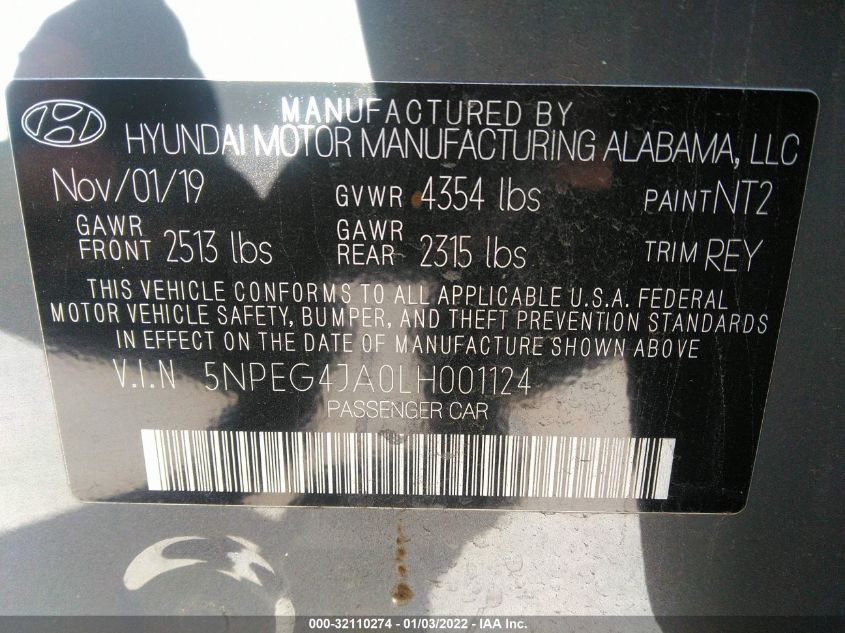 MANUFACTURED BY
HYUNDAI MOTOR MANUFACTURING ALABAMA, LLC
Nov/01/19 GVWR 4354 lbs PAINT NT2
GAWR FRONT 2513 lbs GAWR REAR 2315 lbs TRIM REY
THIS VEHICLE CONFORMS TO ALL APPLICABLE U.S.A. FEDERAL
MOTOR VEHICLE SAFETY, BUMPER, AND THEFT PREVENTION STANDARDS
IN EFFECT ON THE DATE OF MANUFACTURE SHOWN ABOVE
V.I.N 5NPEG4JA0LH001124
PASSENGER CAR
000-32110274 - 01/03/2022 - IAA Inc.